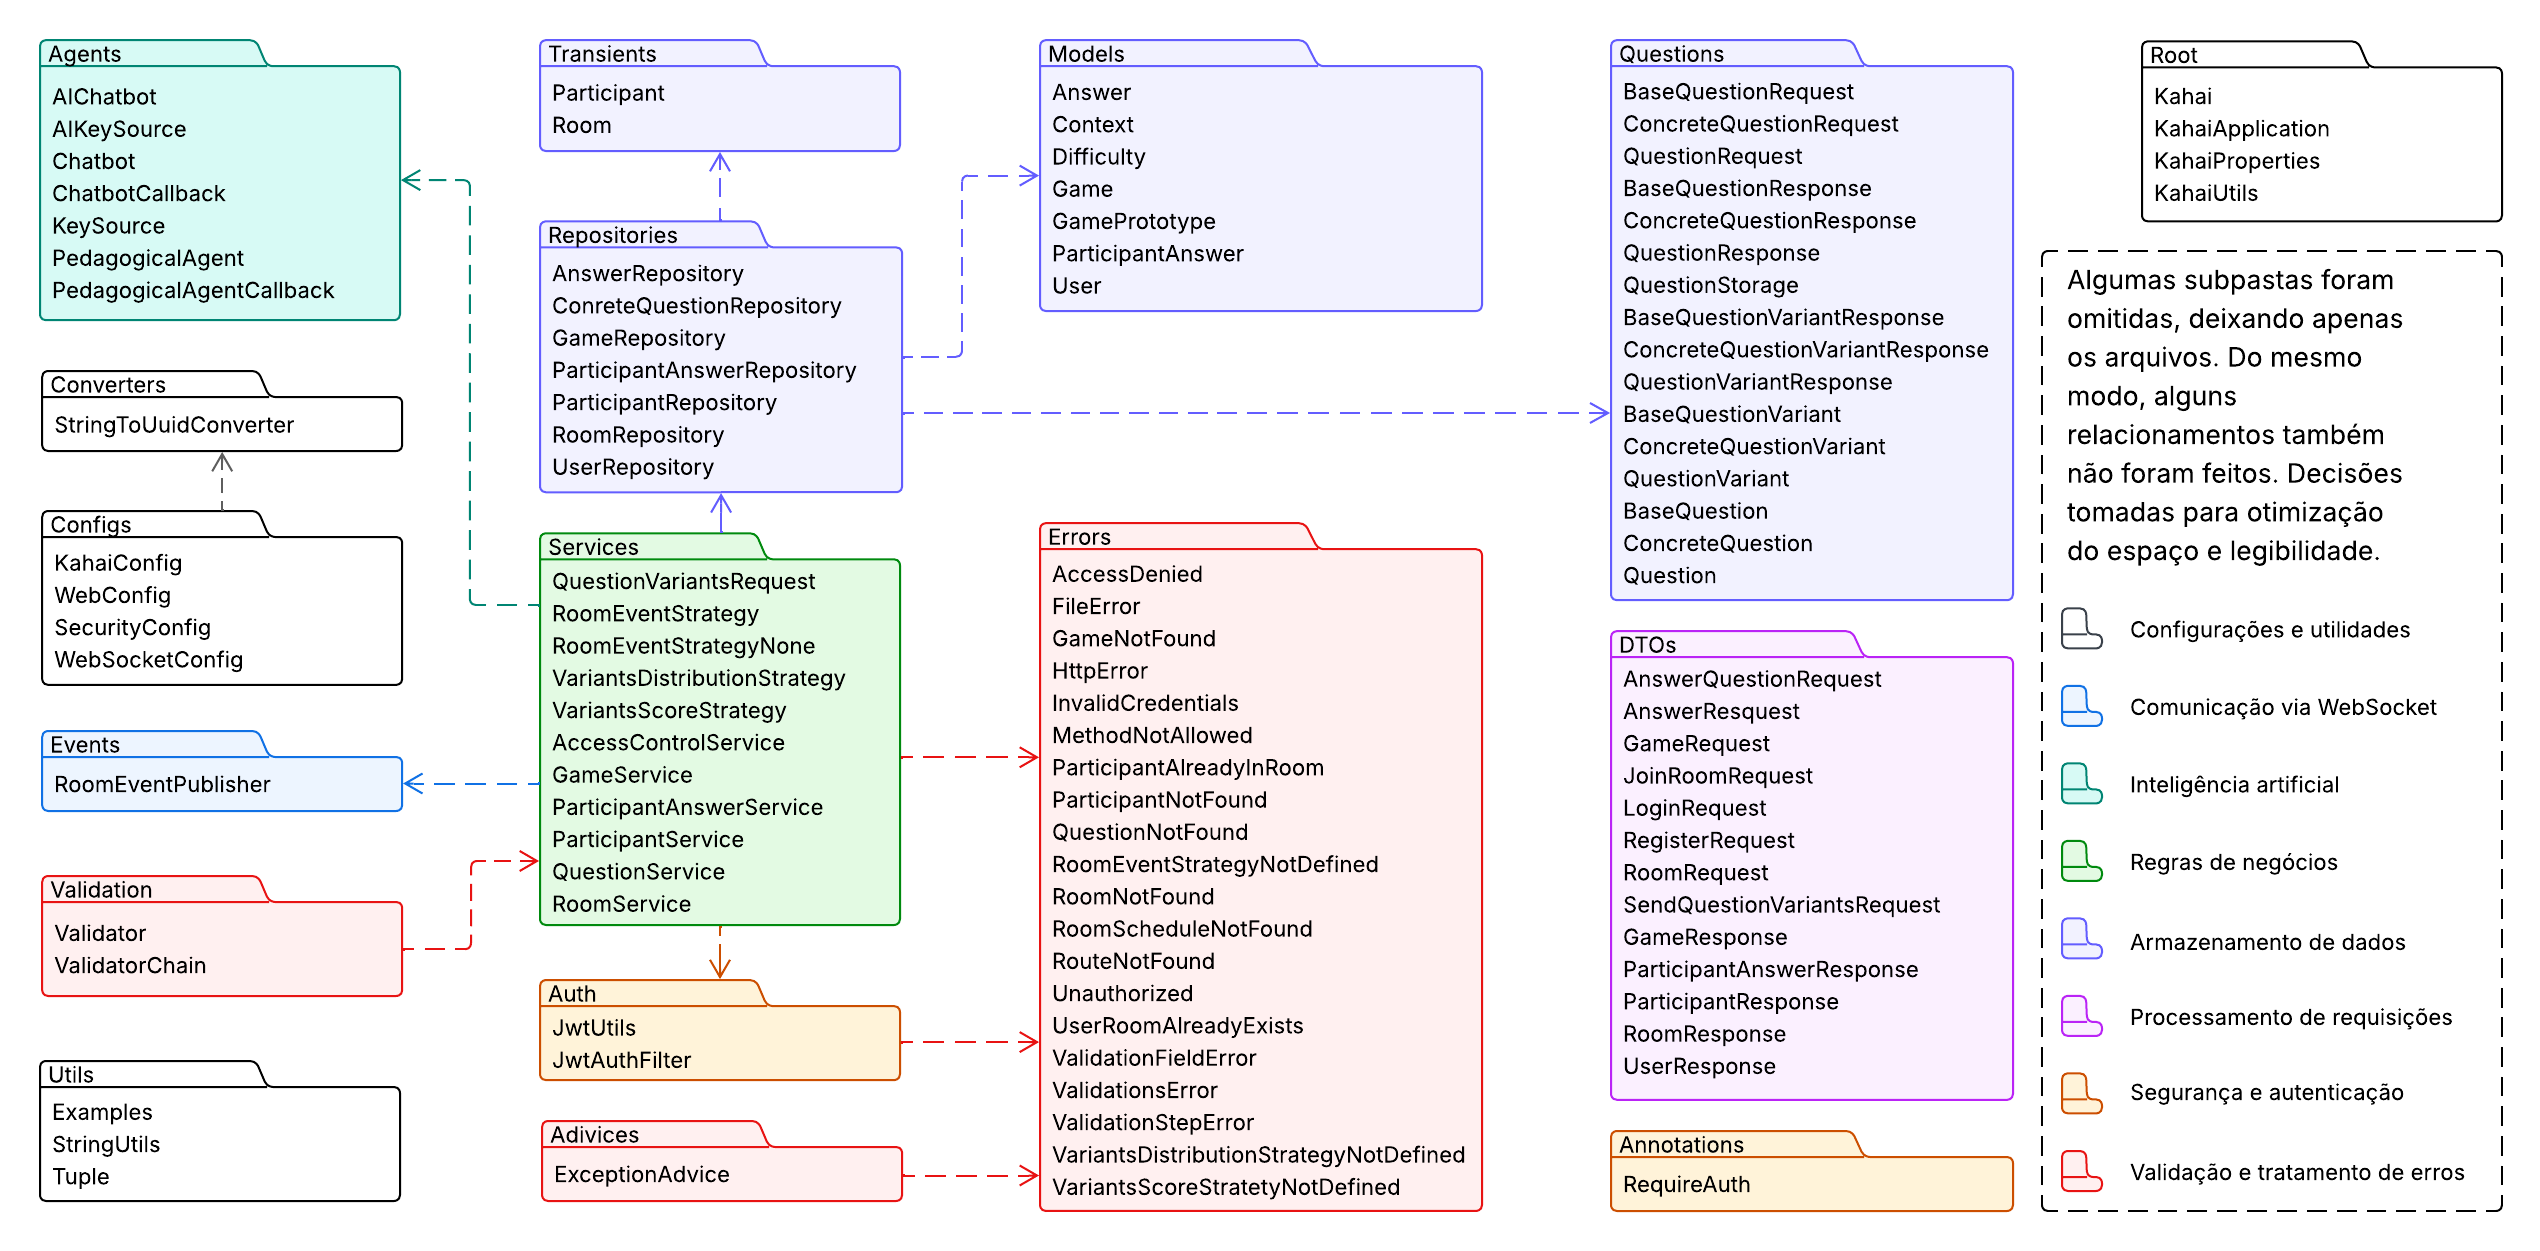 Agents
AIChatbot
AIKeySource
Chatbot
ChatbotCallback
KeySource
PedagogicalAgent
PedagogicalAgentCallback
Converters
StringToUuidConverter
Configs
KahaiConfig
WebConfig
SecurityConfig
WebSocketConfig
Events
RoomEventPublisher
Validation
Validator
ValidatorChain
Utils
Examples
StringUtils
Tuple
Transients
Participant
Room
Repositories
AnswerRepository
ConreteQuestionRepository
GameRepository
ParticipantAnswerRepository
ParticipantRepository
RoomRepository
UserRepository
Services
QuestionVariantsRequest
RoomEventStrategy
RoomEventStrategyNone
VariantsDistributionStrategy
VariantsScoreStrategy
AccessControlService
GameService
ParticipantAnswerService
ParticipantService
QuestionService
RoomService
Auth
JwtUtils
JwtAuthFilter
Adivices
ExceptionAdvice
Models
Answer
Context
Difficulty
Game
GamePrototype
ParticipantAnswer
User
Errors
AccessDenied
FileError
GameNotFound
HttpError
InvalidCredentials
MethodNotAllowed
ParticipantAlreadyInRoom
ParticipantNotFound
QuestionNotFound
RoomEventStrategyNotDefined
RoomNotFound
RoomScheduleNotFound
RouteNotFound
Unauthorized
UserRoomAlreadyExists
ValidationFieldError
ValidationsError
ValidationStepError
VariantsDistributionStrategyNotDefined
VariantsScoreStratetyNotDefined
Questions
BaseQuestionRequest
ConcreteQuestionRequest
QuestionRequest
BaseQuestionResponse
ConcreteQuestionResponse
QuestionResponse
QuestionStorage
BaseQuestionVariantResponse
ConcreteQuestionVariantResponse
QuestionVariantResponse
BaseQuestionVariant
ConcreteQuestionVariant
QuestionVariant
BaseQuestion
ConcreteQuestion
Question
DTOs
AnswerQuestionRequest
AnswerResquest
GameRequest
JoinRoomRequest
LoginRequest
RegisterRequest
RoomRequest
SendQuestionVariantsRequest
GameResponse
ParticipantAnswerResponse
ParticipantResponse
RoomResponse
UserResponse
Annotations
RequireAuth
Root
Kahai
KahaiApplication
KahaiProperties
KahaiUtils
Algumas subpastas foram
omitidas, deixando apenas
os arquivos. Do mesmo
modo, alguns
relacionamentos também
não foram feitos. Decisões
tomadas para otimização
do espaço e legibilidade.
Configurações e utilidades
Comunicação via WebSocket
Inteligência artificial
Regras de negócios
Armazenamento de dados
Processamento de requisições
Segurança e autenticação
Validação e tratamento de erros